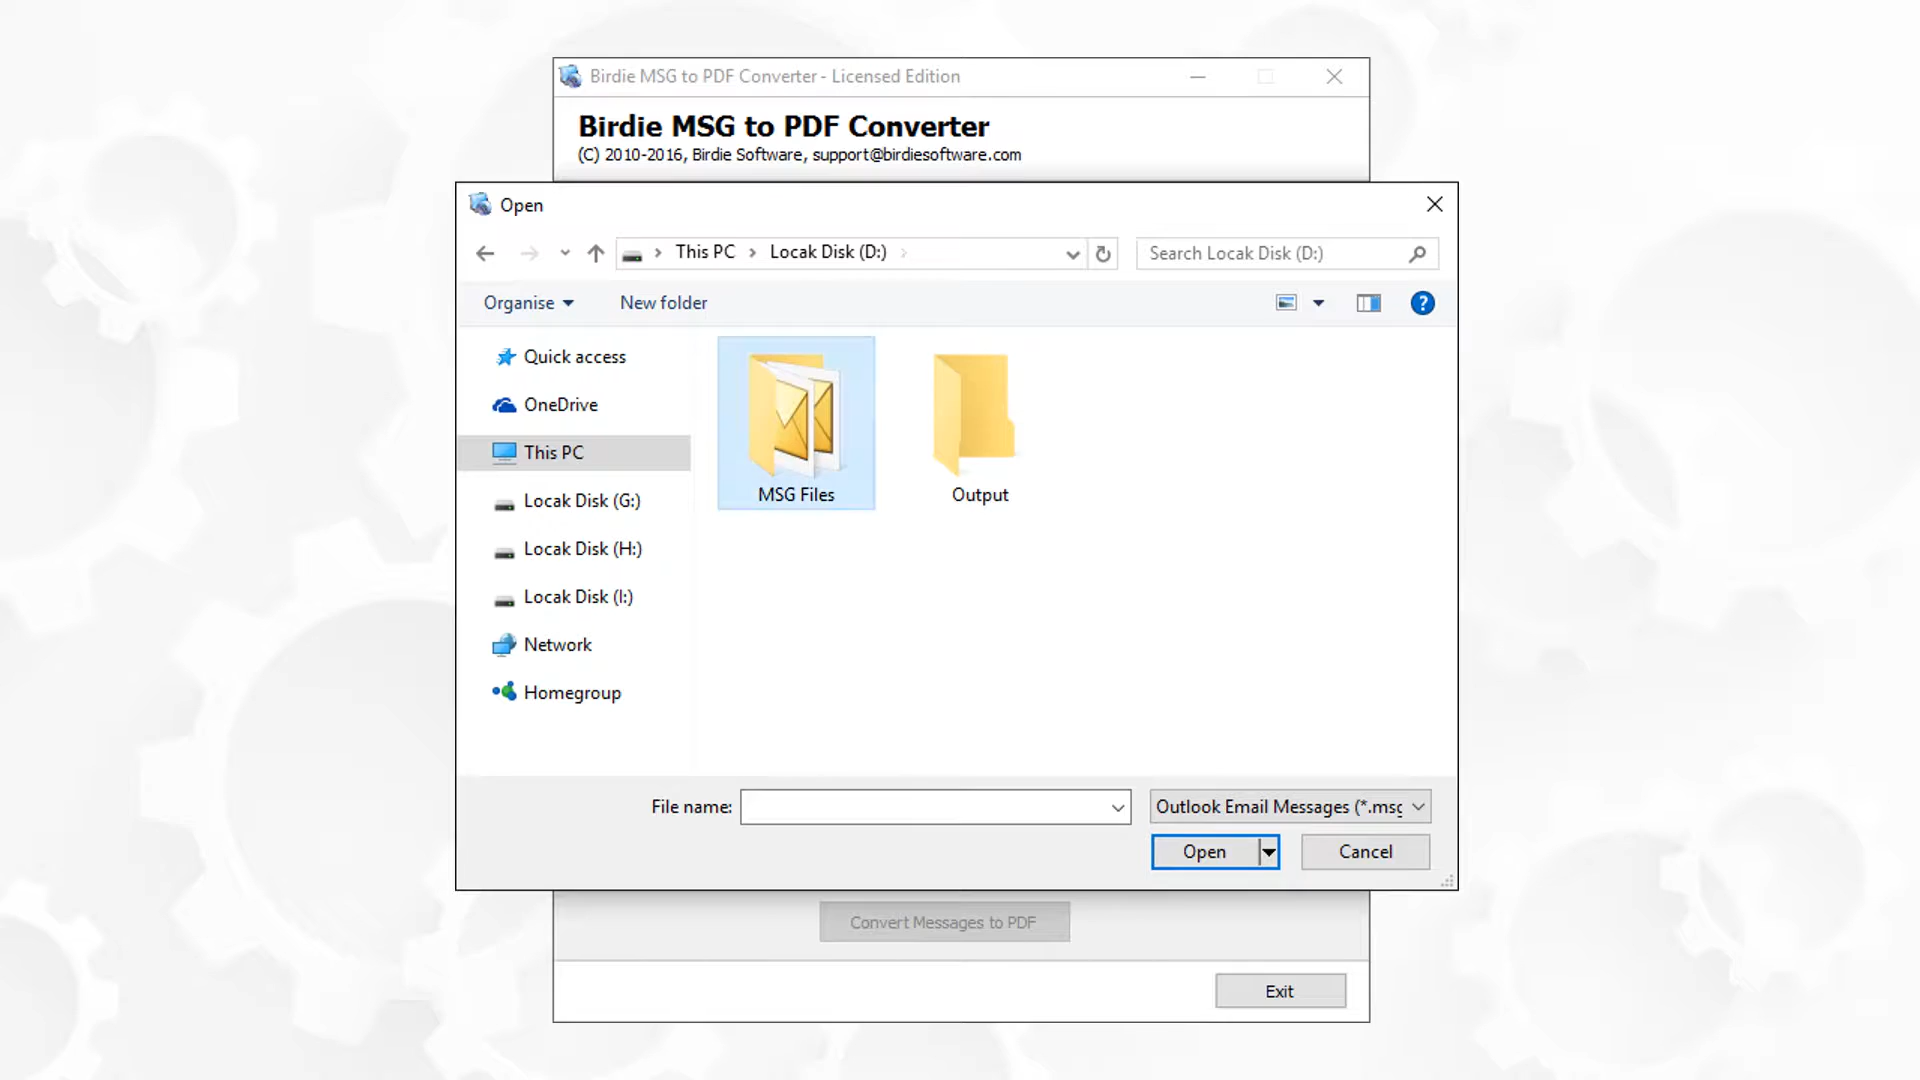 Birdie MSG to PDF Converter - Licensed Edition
Birdie MSG to PDF Converter
(C) 2010-2016, Birdie Software, support@birdiesoftware.com
Open
This PC
Locak Disk (D:)
Search Locak Disk (D:)
Organise
New folder
?
Quick access
OneDrive
This PC
Locak Disk (G:)
Locak Disk (H:)
Locak Disk (I:)
Network
Homegroup
MSG Files
Output
File name:
Outlook Email Messages (*.msg
Open
Cancel
Convert Messages to PDF
Exit